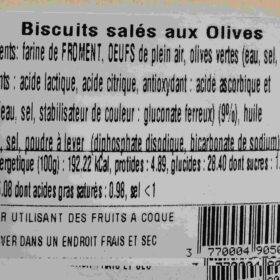 Biscuits salés aux Olives
ents: farine de FROMENT, OEUFS de plein air, olives vertes (eau, sel,
nts : acide lactique, acide citrique, antioxydant : acide ascorbique et
eau, sel, stabilisateur de couleur : gluconate ferreux) (9%), huile
, sel, poudre à lever (diphosphate disodique, bicarbonate de sodium)
ergetique (100g) : 192.22 KCal, protides : 4.89, glucides : 28.40 dont sucres : 1.
.08 dont acides gras saturés : 0.98, sel <1
R UTILISANT DES FRUITS A COQUE
VER DANS UN ENDROIT FRAIS ET SEC
3 770004 9056